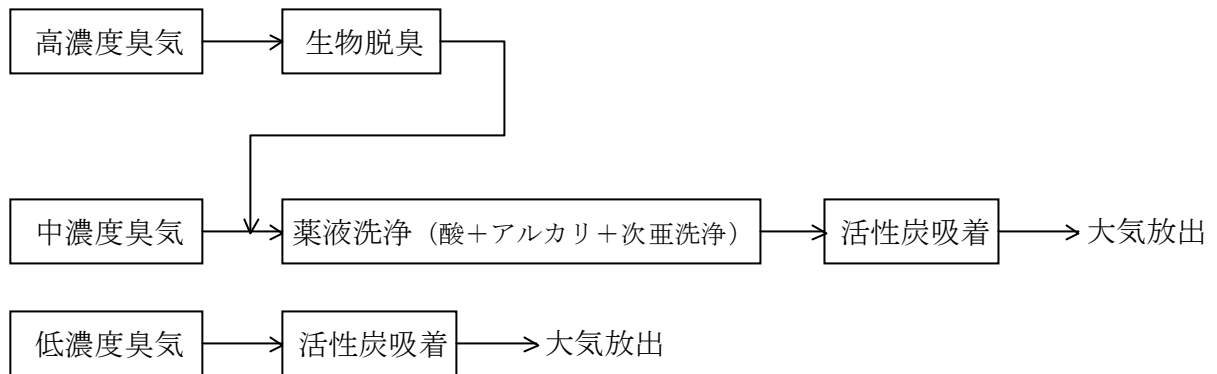 高濃度臭気
生物脱臭
中濃度臭気
薬液洗浄（酸＋アルカリ＋次亜洗浄）
活性炭吸着
大気放出
低濃度臭気
活性炭吸着
大気放出